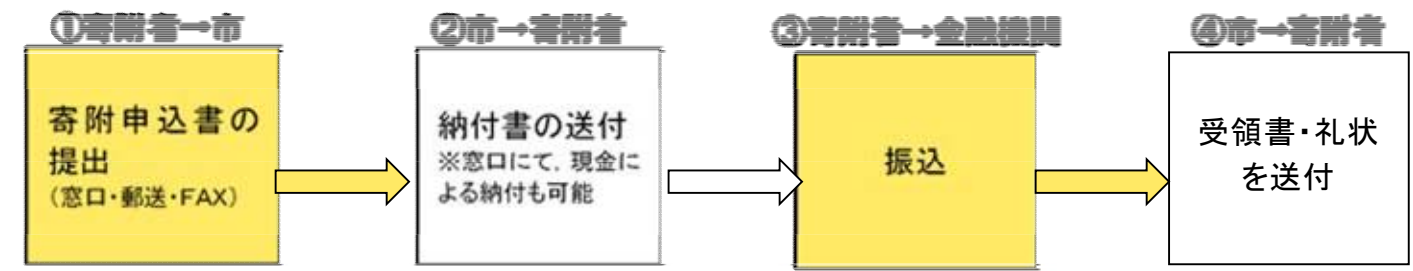 ①寄附者→市
寄附申込書の
提出
(窓口・郵送・FAX)
②市→寄附者
納付書の送付
※窓口にて、現金に
よる納付も可能
③寄附者→金融機関
振込
④市→寄附者
受領書・礼状
を送付